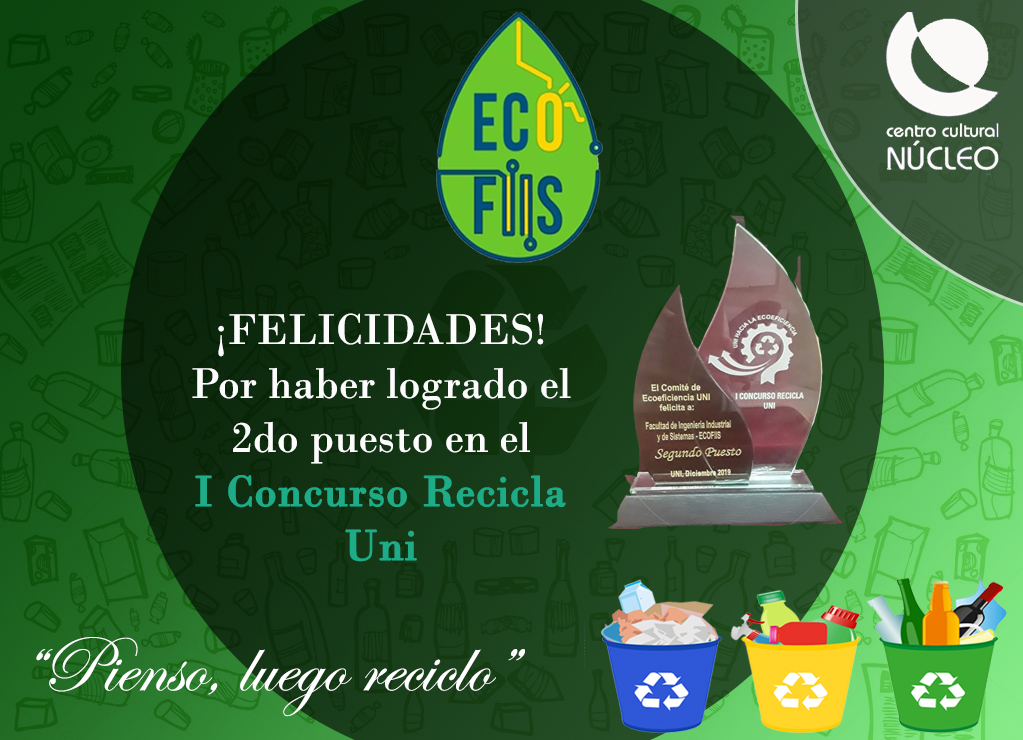 ECO
FIIS
centro cultural
NÚCLEO
¡FELICIDADES!
Por haber logrado el
2do puesto en el
I Concurso Recicla
Uni
UNI HACIA LA ECOEFICIENCIA
I CONCURSO RECICLA
UNI
El Comité de
Ecoeficiencia UNI
felicita a:
Facultad de Ingeniería Industrial
y de Sistemas - ECOFIIS
Segundo Puesto
UNI, Diciembre 2019
“Pienso, luego reciclo”